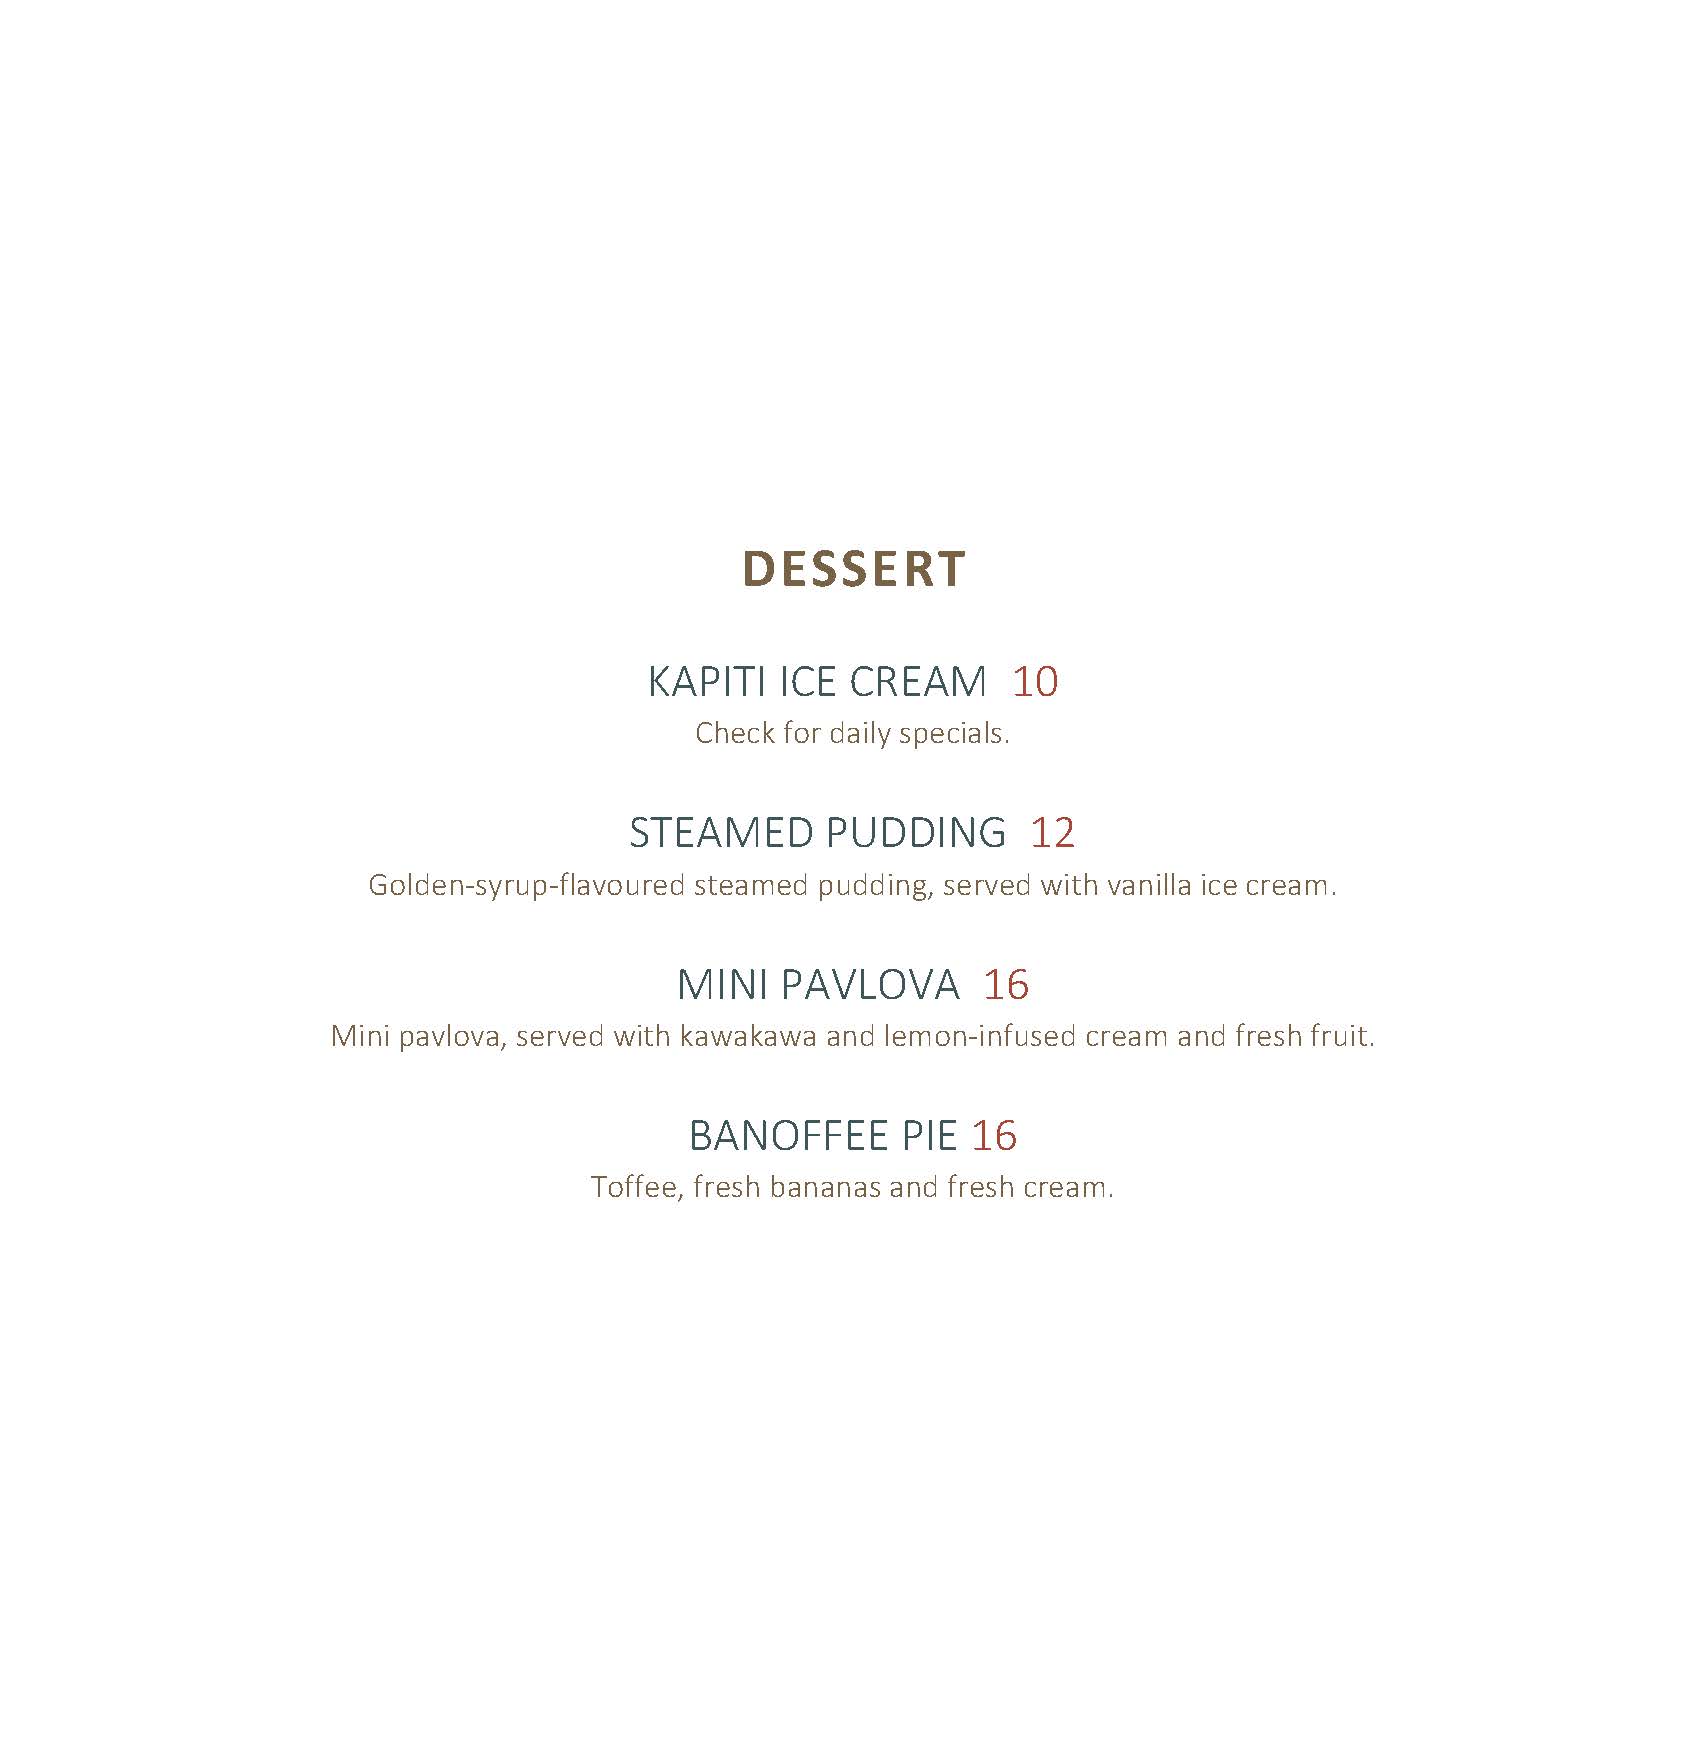 DESSERT
KAPITI ICE CREAM 10
Check for daily specials.
STEAMED PUDDING 12
Golden-syrup-flavoured steamed pudding, served with vanilla ice cream.
MINI PAVLOVA 16
Mini pavlova, served with kawakawa and lemon-infused cream and fresh fruit.
BANOFFEE PIE 16
Toffee, fresh bananas and fresh cream.